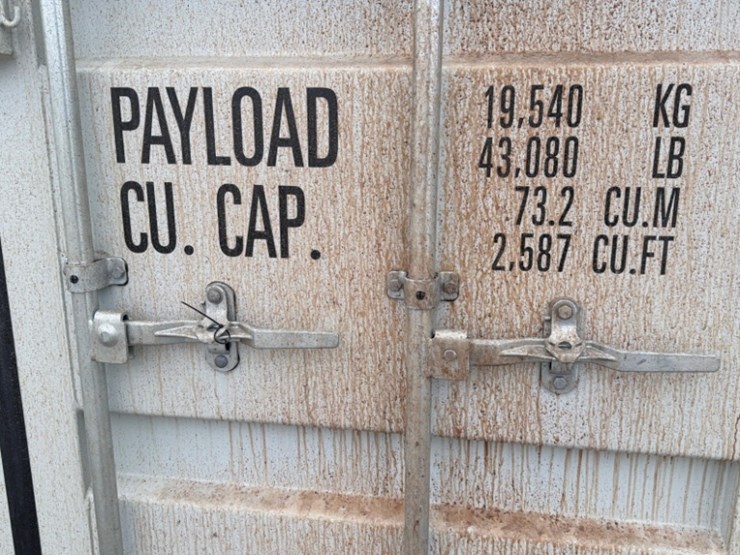 PAYLOAD 19,540 KG
43,080 LB
CU. CAP. 73.2 CU.M
2,587 CU.FT